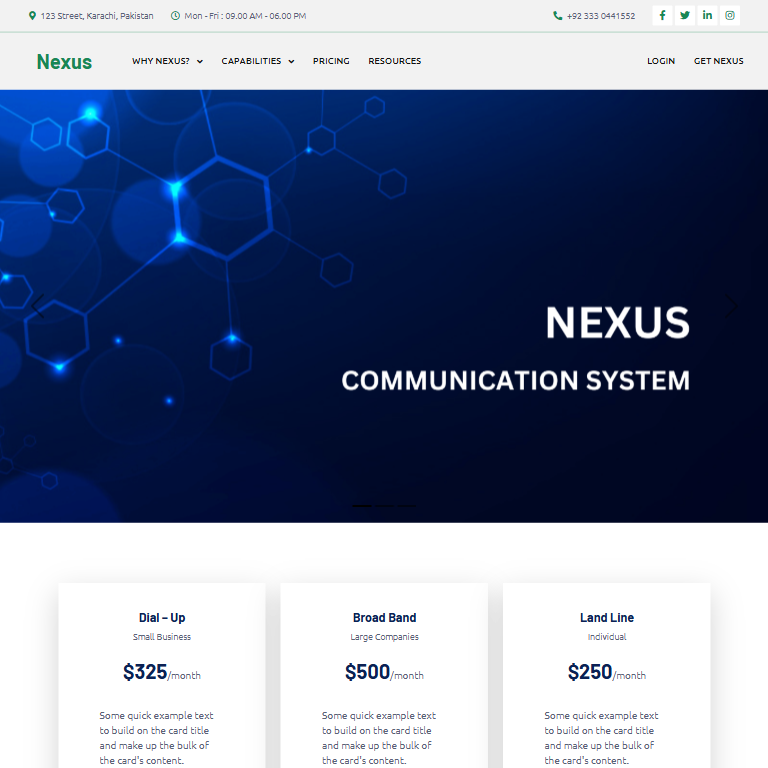 123 Street, Karachi, Pakistan
Mon - Fri : 09.00 AM - 06.00 PM
+92 333 0441552
Nexus
WHY NEXUS?
CAPABILITIES
PRICING
RESOURCES
LOGIN
GET NEXUS
NEXUS
COMMUNICATION SYSTEM
Dial – Up
Small Business
$325/month
Some quick example text
to build on the card title
and make up the bulk of
the card's content.
Broad Band
Large Companies
$500/month
Some quick example text
to build on the card title
and make up the bulk of
the card's content.
Land Line
Individual
$250/month
Some quick example text
to build on the card title
and make up the bulk of
the card's content.